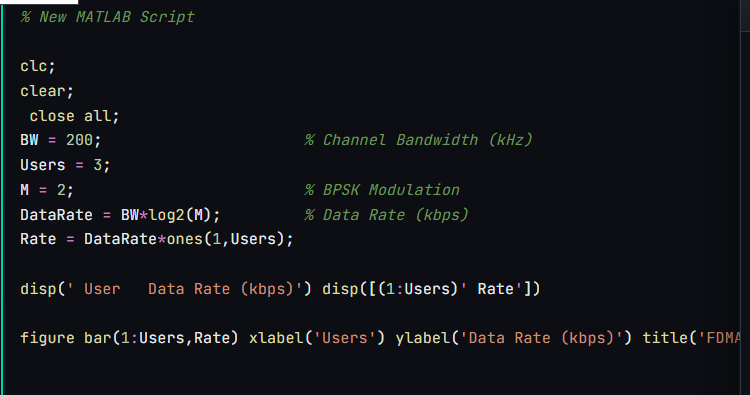 % New MATLAB Script
clc;
clear;
close all;
BW = 200; % Channel Bandwidth (kHz)
Users = 3;
M = 2; % BPSK Modulation
DataRate = BW*log2(M); % Data Rate (kbps)
Rate = DataRate*ones(1,Users);
disp(' User   Data Rate (kbps)') disp([(1:Users)' Rate'])
figure bar(1:Users,Rate) xlabel('Users') ylabel('Data Rate (kbps)') title('FDMA